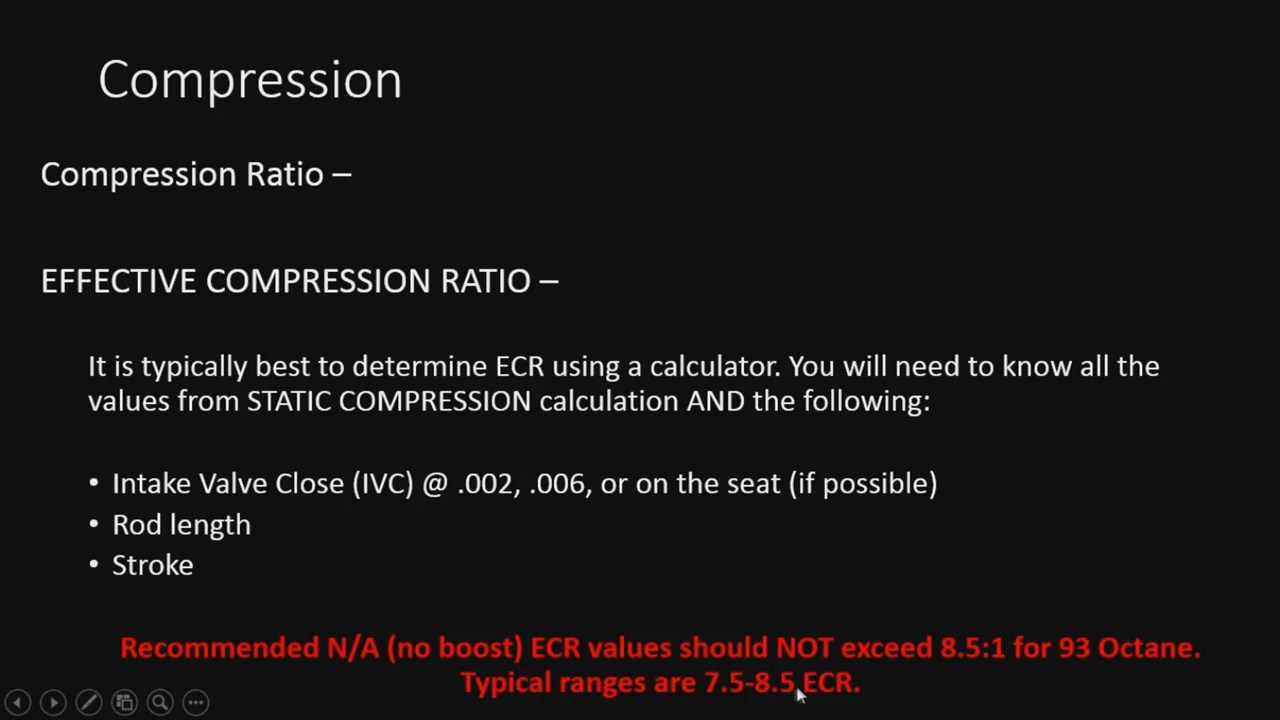 Compression
Compression Ratio –
EFFECTIVE COMPRESSION RATIO –
It is typically best to determine ECR using a calculator. You will need to know all the
values from STATIC COMPRESSION calculation AND the following:
• Intake Valve Close (IVC) @ .002, .006, or on the seat (if possible)
• Rod length
• Stroke
Recommended N/A (no boost) ECR values should NOT exceed 8.5:1 for 93 Octane.
Typical ranges are 7.5-8.5 ECR.